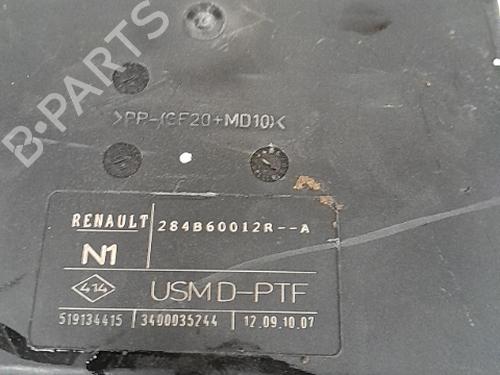 B-PARTS
>PP-(GF20+MD10)<
RENAULT 284B60012R--A
N1
414 USM D-PTF
519134415 3400035244 12.09.10.07